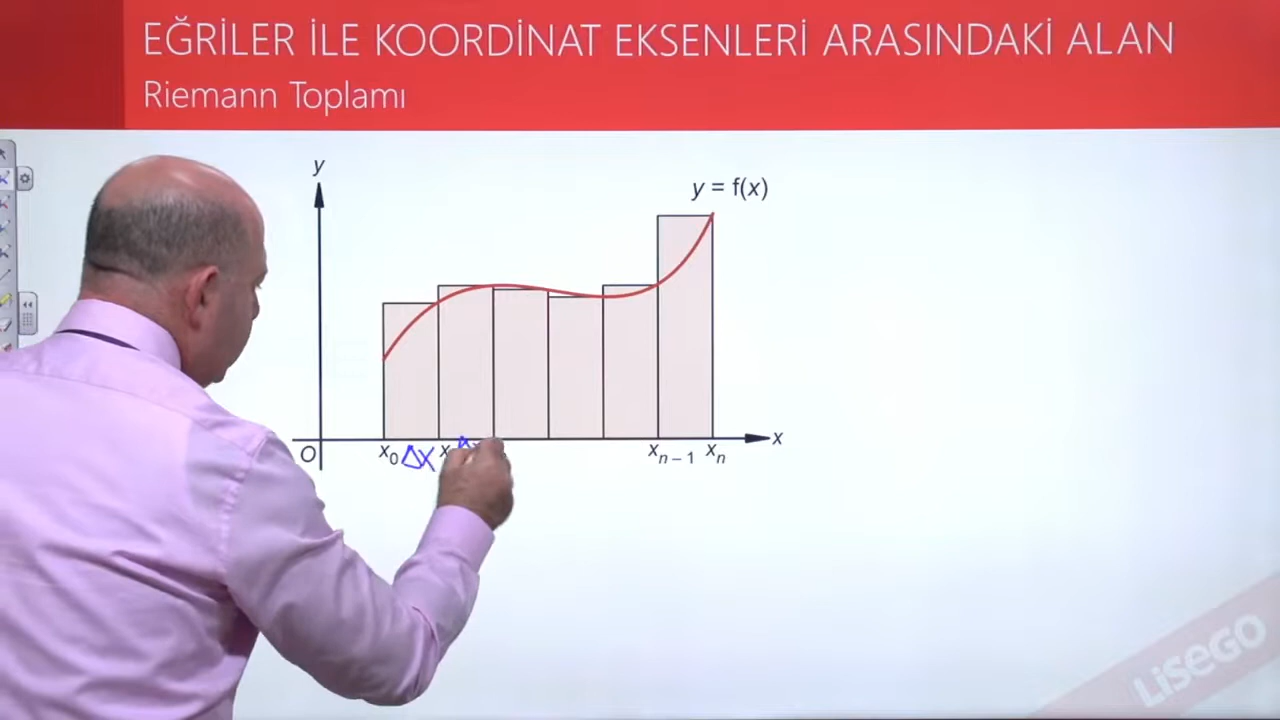 EĞRİLER İLE KOORDİNAT EKSENLERİ ARASINDAKİ ALAN
Riemann Toplamı
y
y = f(x)
O x₀ Δx x xₙ₋₁ xₙ x
LiSEGO